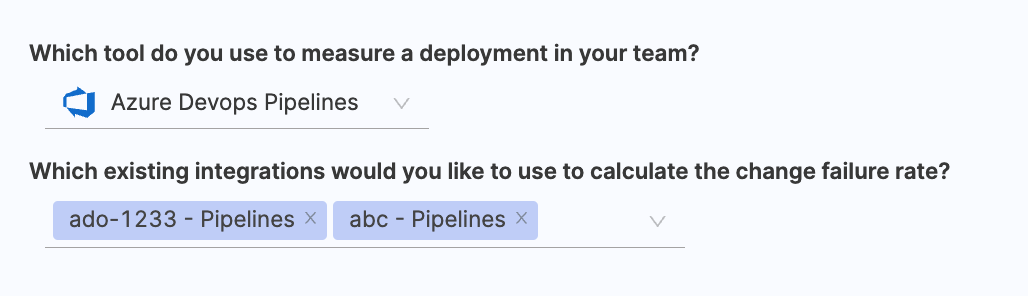 Which tool do you use to measure a deployment in your team?
Azure Devops Pipelines
Which existing integrations would you like to use to calculate the change failure rate?
ado-1233 - Pipelines abc - Pipelines